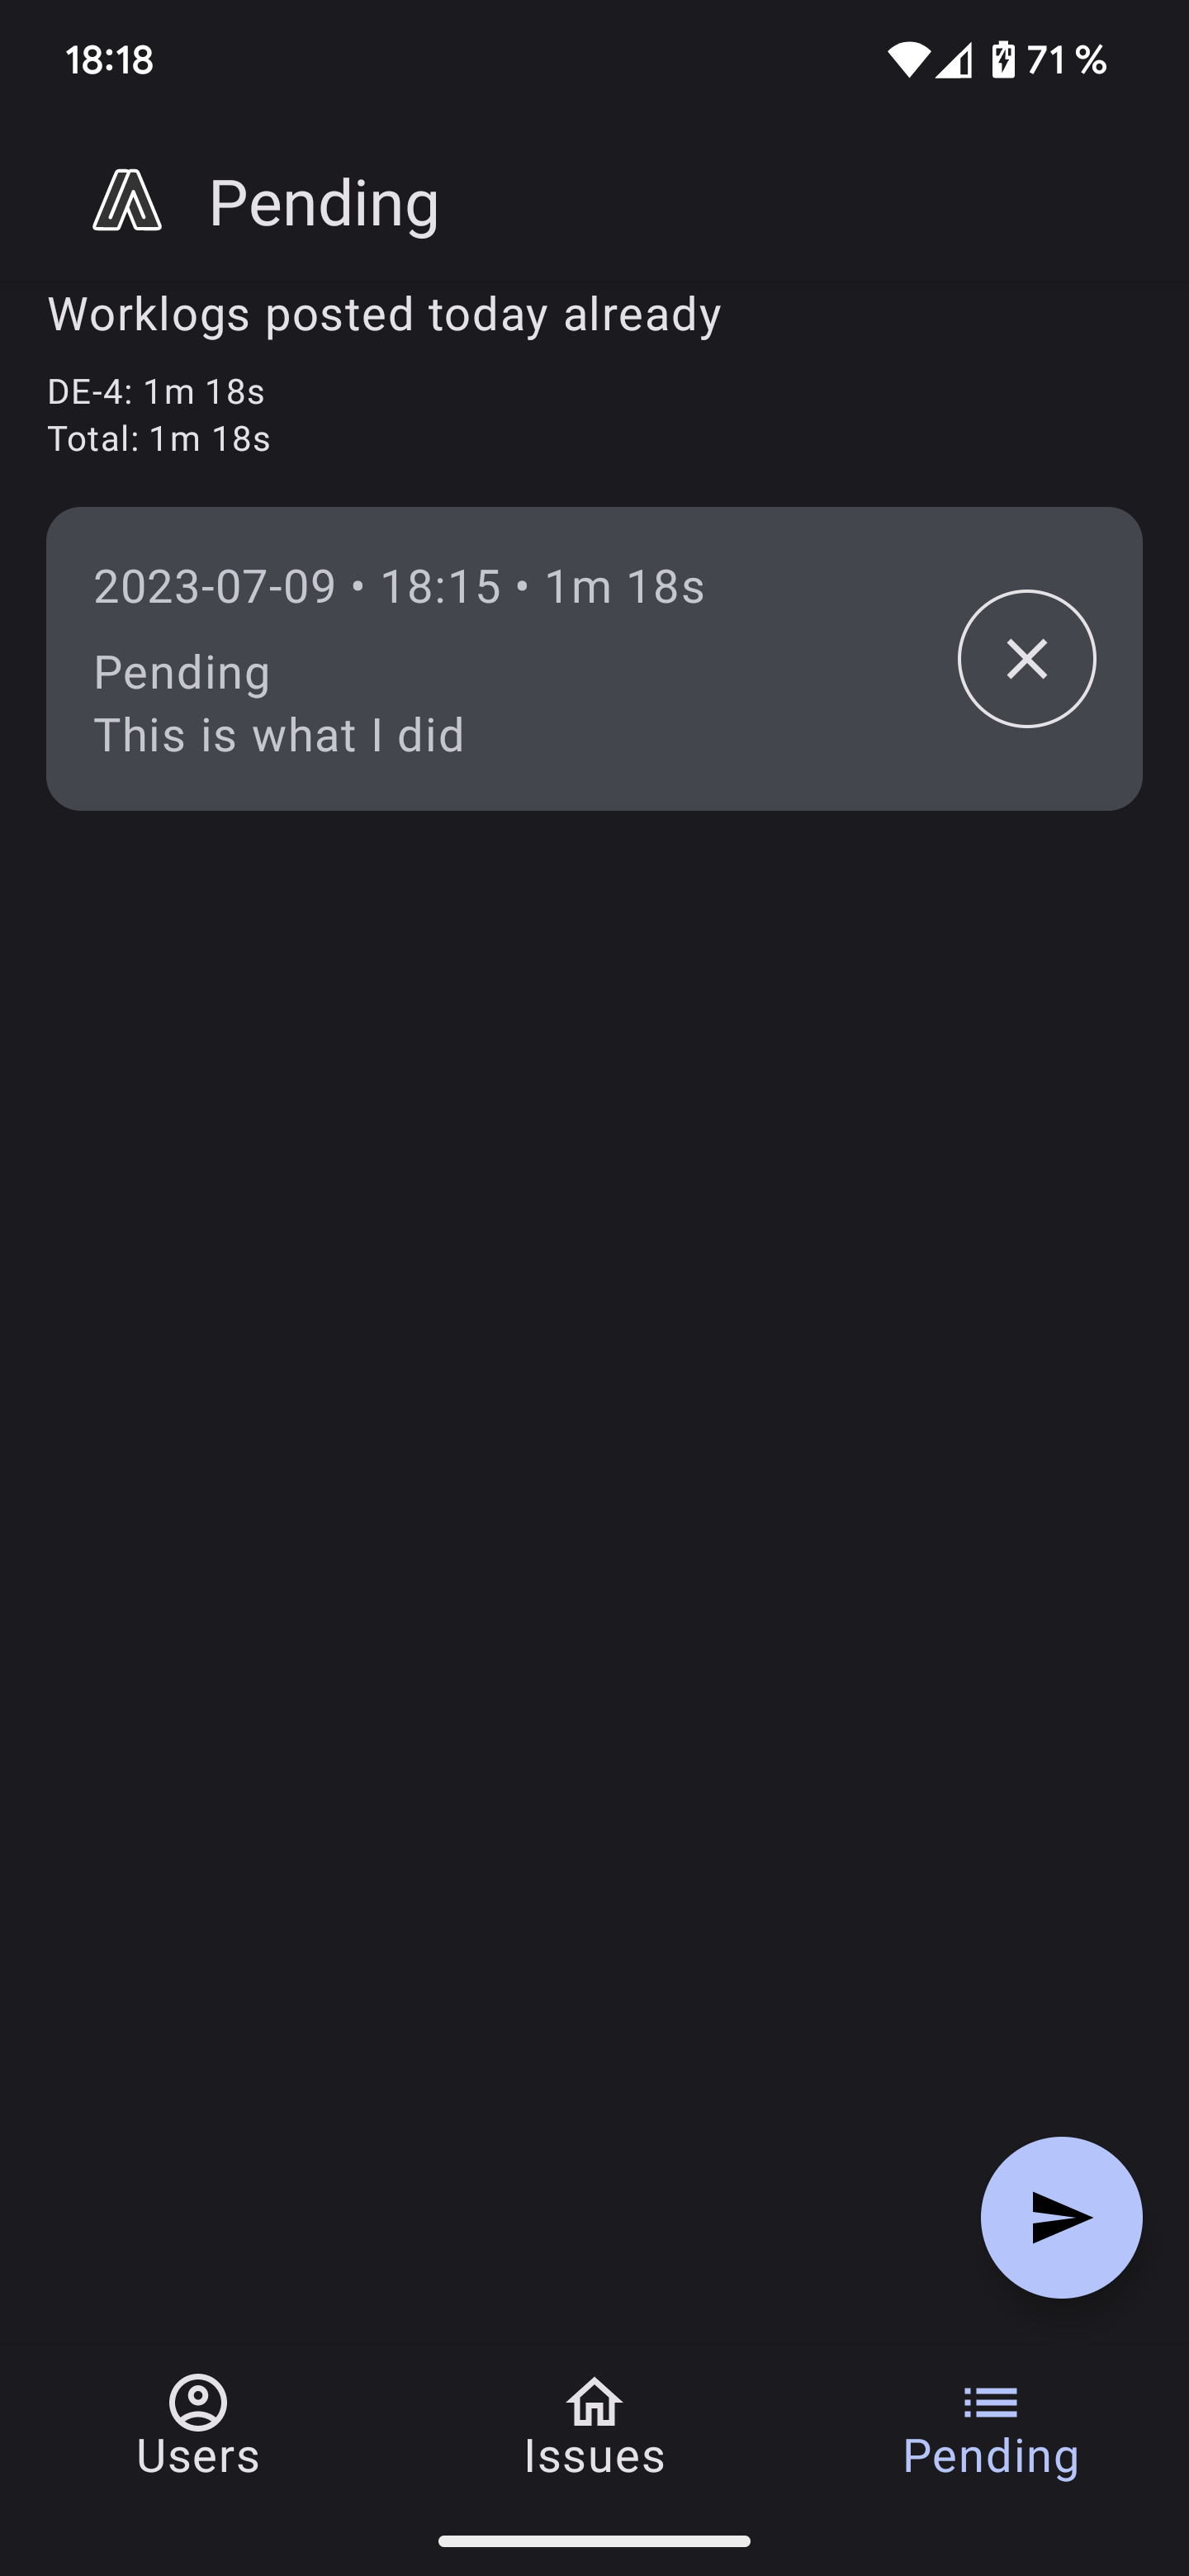 18:18
71 %
Pending
Worklogs posted today already
DE-4: 1m 18s
Total: 1m 18s
2023-07-09 • 18:15 • 1m 18s
Pending
This is what I did
Users
Issues
Pending